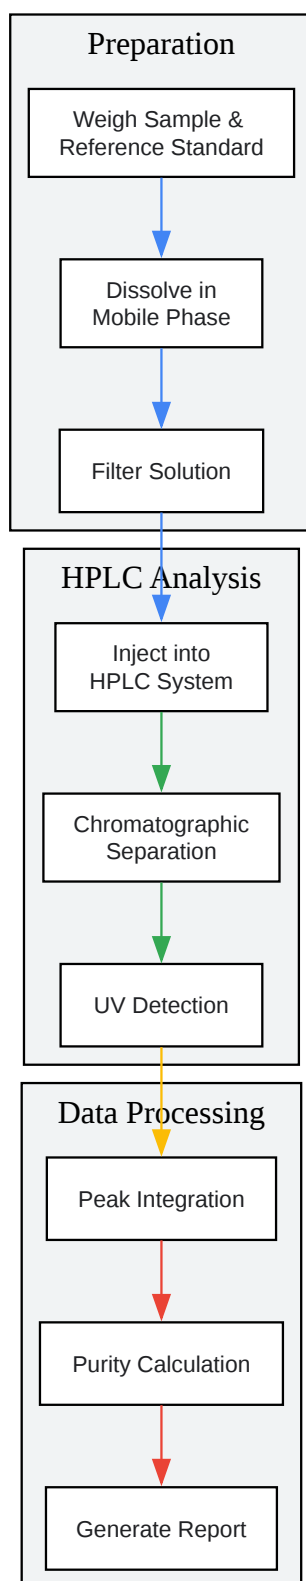 Preparation
Weigh Sample &
Reference Standard
Dissolve in
Mobile Phase
Filter Solution
HPLC Analysis
Inject into
HPLC System
Chromatographic
Separation
UV Detection
Data Processing
Peak Integration
Purity Calculation
Generate Report